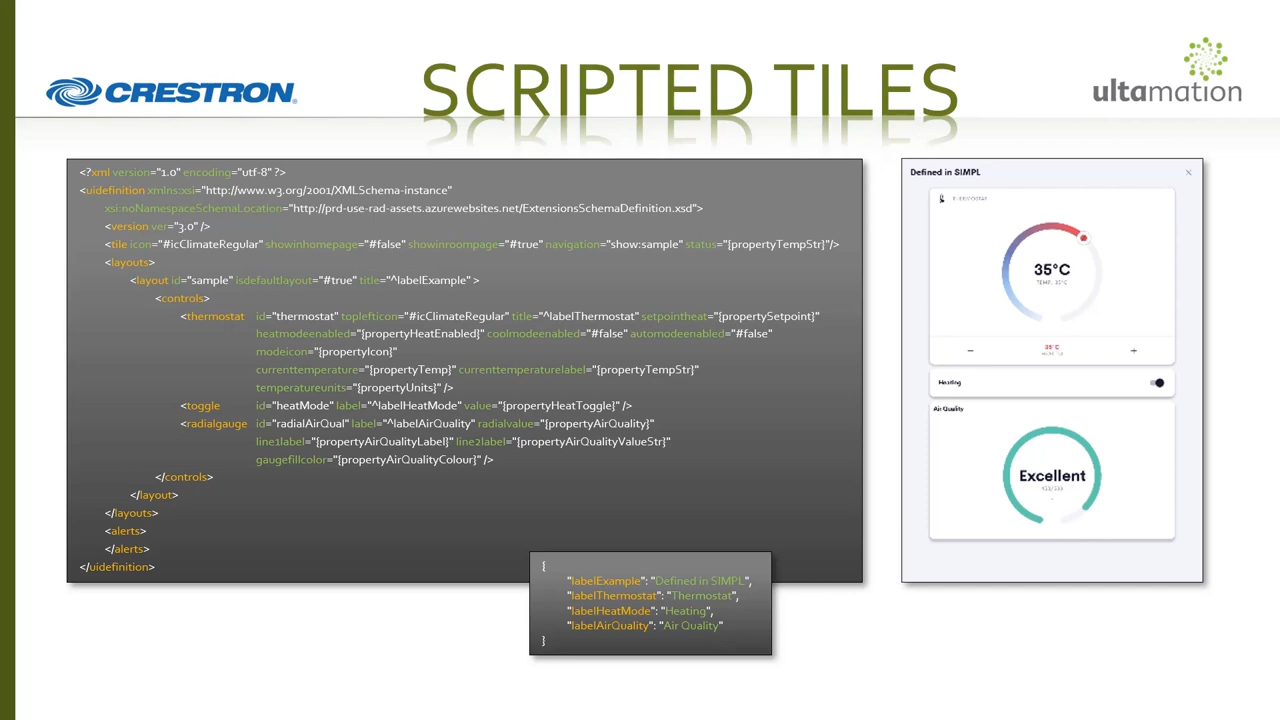 CRESTRON
SCRIPTED TILES
ultamation
<?xml version="1.0" encoding="utf-8" ?>
<uidefinition xmlns:xsi="http://www.w3.org/2001/XMLSchema-instance"
xsi:noNamespaceSchemaLocation="http://prd-use-rad-assets.azurewebsites.net/ExtensionsSchemaDefinition.xsd">
<version ver="3.0" />
<tile icon="#icClimateRegular" showinhomepage="#false" showinroompage="#true" navigation="show:sample" status="{propertyTempStr}"/>
<layouts>
<layout id="sample" isdefaultlayout="#true" title="^labelExample" >
<controls>
<thermostat id="thermostat" toplefticon="#icClimateRegular" title="^labelThermostat" setpointheat="{propertySetpoint}"
heatmodeenabled="{propertyHeatEnabled}" coolmodeenabled="#false" automodeenabled="#false"
modeicon="{propertyIcon}"
currenttemperature="{propertyTemp}" currenttemperaturelabel="{propertyTempStr}"
temperatureunits="{propertyUnits}" />
<toggle id="heatMode" label="^labelHeatMode" value="{propertyHeatToggle}" />
<radialgauge id="radialAirQual" label="^labelAirQuality" radialvalue="{propertyAirQuality}"
line1label="{propertyAirQualityLabel}" line2label="{propertyAirQualityValueStr}"
gaugefillcolor="{propertyAirQualityColour}" />
</controls>
</layout>
</layouts>
<alerts>
</alerts>
</uidefinition>
{
"labelExample": "Defined in SIMPL",
"labelThermostat": "Thermostat",
"labelHeatMode": "Heating",
"labelAirQuality": "Air Quality"
}
Defined in SIMPL
THERMOSTAT
35°C
TEMP. 35°C
35°C
Heating
Air Quality
Excellent